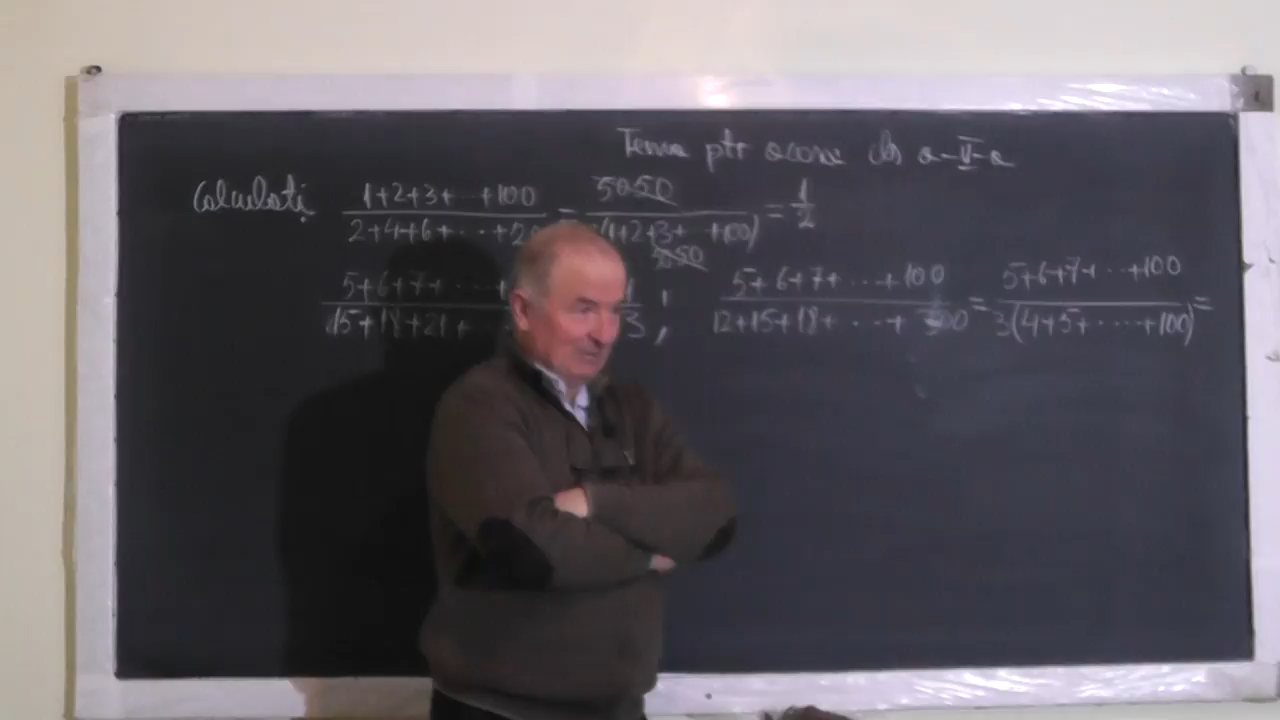 Tema ptr acasă cls a-V-a
Calculați 1+2+3+...+100 / 2+4+6+...+20 = 5050 / (1+2+3+...+100) 5050 = 1/2
5+6+7+... / 15+18+21+... 1/3 ; 5+6+7+...+100 / 12+15+18+...+300 = 5+6+7+...+100 / 3(4+5+...+100) =